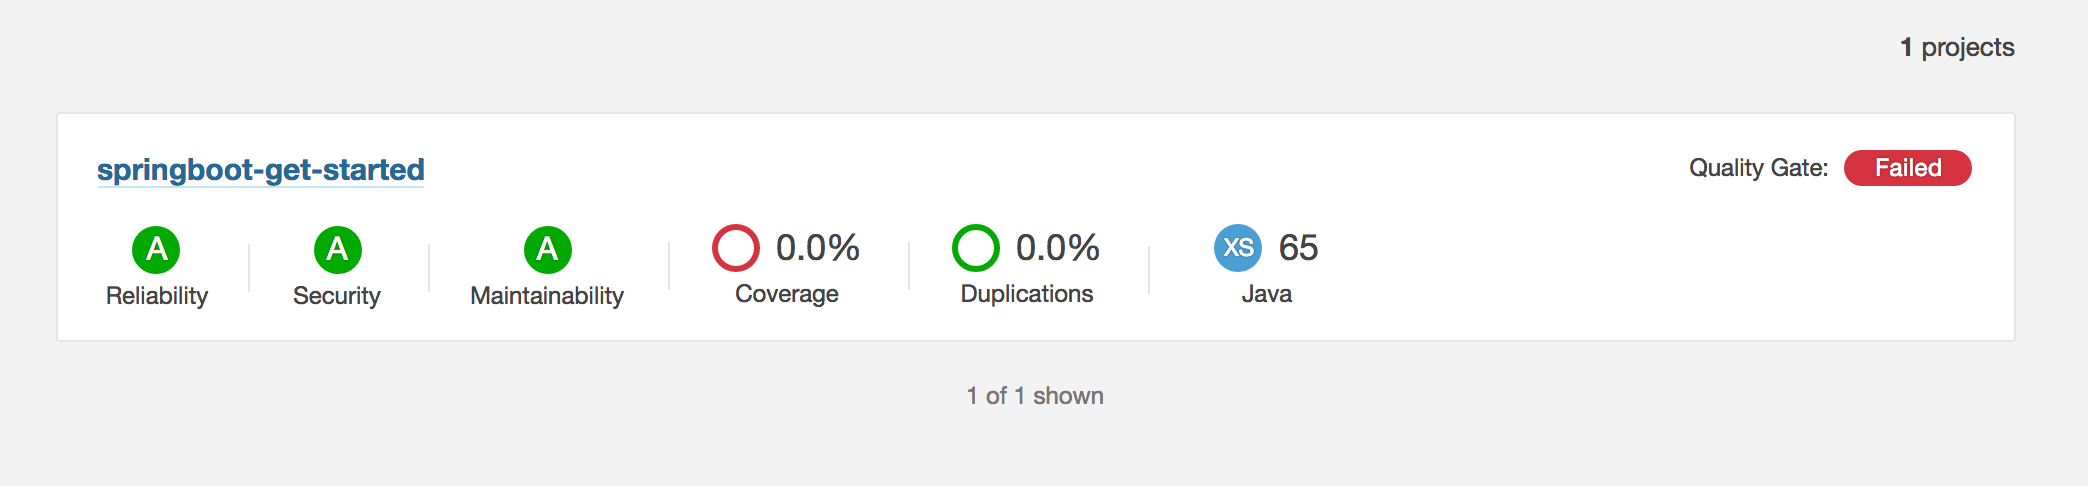 1 projects
springboot-get-started
Quality Gate: Failed
A A A 0.0% 0.0% XS 65
Reliability Security Maintainability Coverage Duplications Java
1 of 1 shown